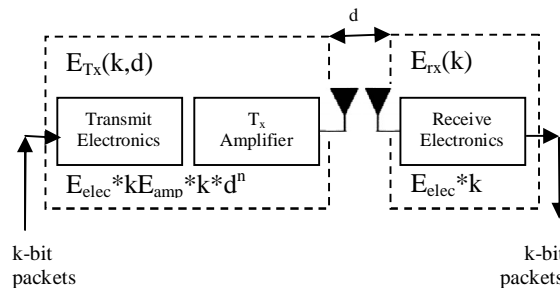 d
E_Tx(k,d)
E_rx(k)
Transmit
Electronics
T_x
Amplifier
Receive
Electronics
E_elec*kE_amp*k*d^n
E_elec*k
k-bit
packets
k-bit
packets